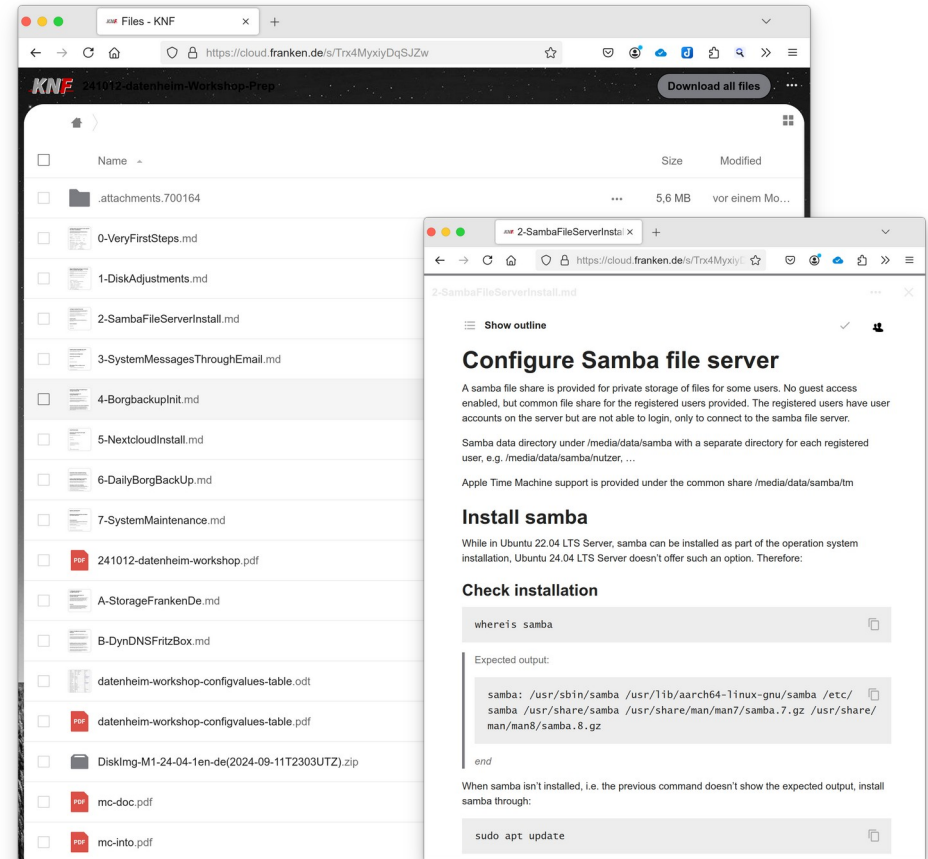 KNF Files - KNF
https://cloud.franken.de/s/Trx4MyxiyDqSJZw
KNF 241012-datenheim-Workshop-Prep
Download all files
Name
Size
Modified
.attachments.700164
5,6 MB
vor einem Mo…
0-VeryFirstSteps.md
1-DiskAdjustments.md
2-SambaFileServerInstall.md
3-SystemMessagesThroughEmail.md
4-BorgbackupInit.md
5-NextcloudInstall.md
6-DailyBorgBackUp.md
7-SystemMaintenance.md
PDF 241012-datenheim-workshop.pdf
A-StorageFrankenDe.md
B-DynDNSFritzBox.md
datenheim-workshop-configvalues-table.odt
PDF datenheim-workshop-configvalues-table.pdf
DiskImg-M1-24-04-1en-de(2024-09-11T2303UTZ).zip
PDF mc-doc.pdf
PDF mc-into.pdf
KNF 2-SambaFileServerInstal
https://cloud.franken.de/s/Trx4Myxiy
2-SambaFileServerInstall.md
Show outline
Configure Samba file server
A samba file share is provided for private storage of files for some users. No guest access
enabled, but common file share for the registered users provided. The registered users have user
accounts on the server but are not able to login, only to connect to the samba file server.
Samba data directory under /media/data/samba with a separate directory for each registered
user, e.g. /media/data/samba/nutzer, …
Apple Time Machine support is provided under the common share /media/data/samba/tm
Install samba
While in Ubuntu 22.04 LTS Server, samba can be installed as part of the operation system
installation, Ubuntu 24.04 LTS Server doesn't offer such an option. Therefore:
Check installation
whereis samba
Expected output:
samba: /usr/sbin/samba /usr/lib/aarch64-linux-gnu/samba /etc/
samba /usr/share/samba /usr/share/man/man7/samba.7.gz /usr/share/
man/man8/samba.8.gz
end
When samba isn't installed, i.e. the previous command doesn't show the expected output, install
samba through:
sudo apt update